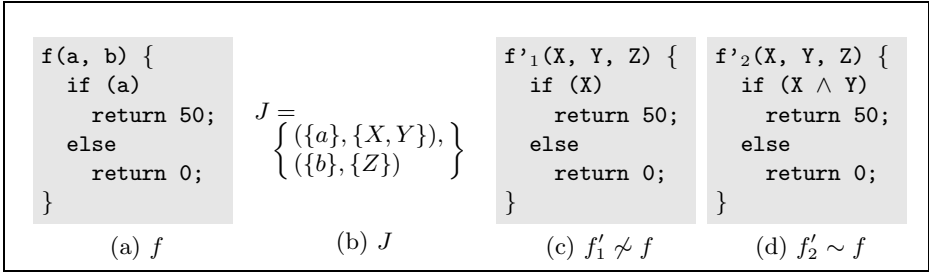 f(a, b) {
if (a)
return 50;
else
return 0;
}
(a) f
J =
{ ({a}, {X, Y}),
({b}, {Z}) }
(b) J
f'₁(X, Y, Z) {
if (X)
return 50;
else
return 0;
}
(c) f′₁ ≁ f
f'₂(X, Y, Z) {
if (X ∧ Y)
return 50;
else
return 0;
}
(d) f′₂ ∼ f